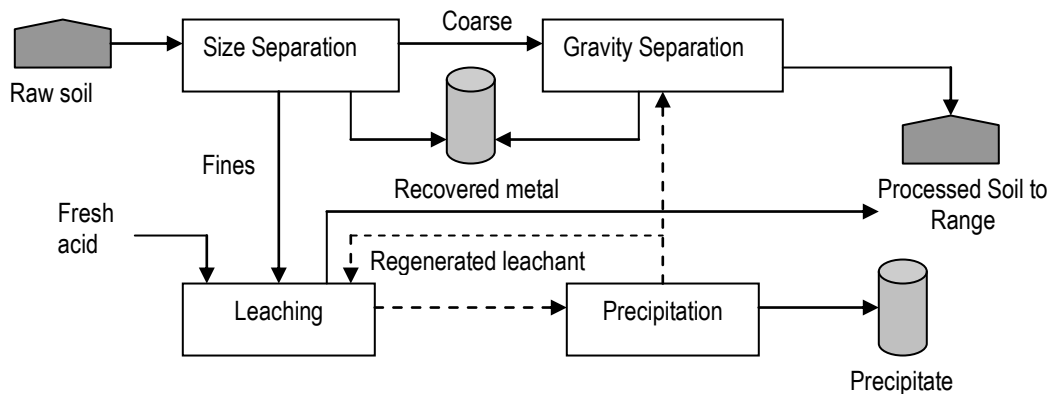 Coarse
Size Separation
Gravity Separation
Raw soil
Fines
Recovered metal
Processed Soil to
Range
Fresh
acid
Regenerated leachant
Leaching
Precipitation
Precipitate